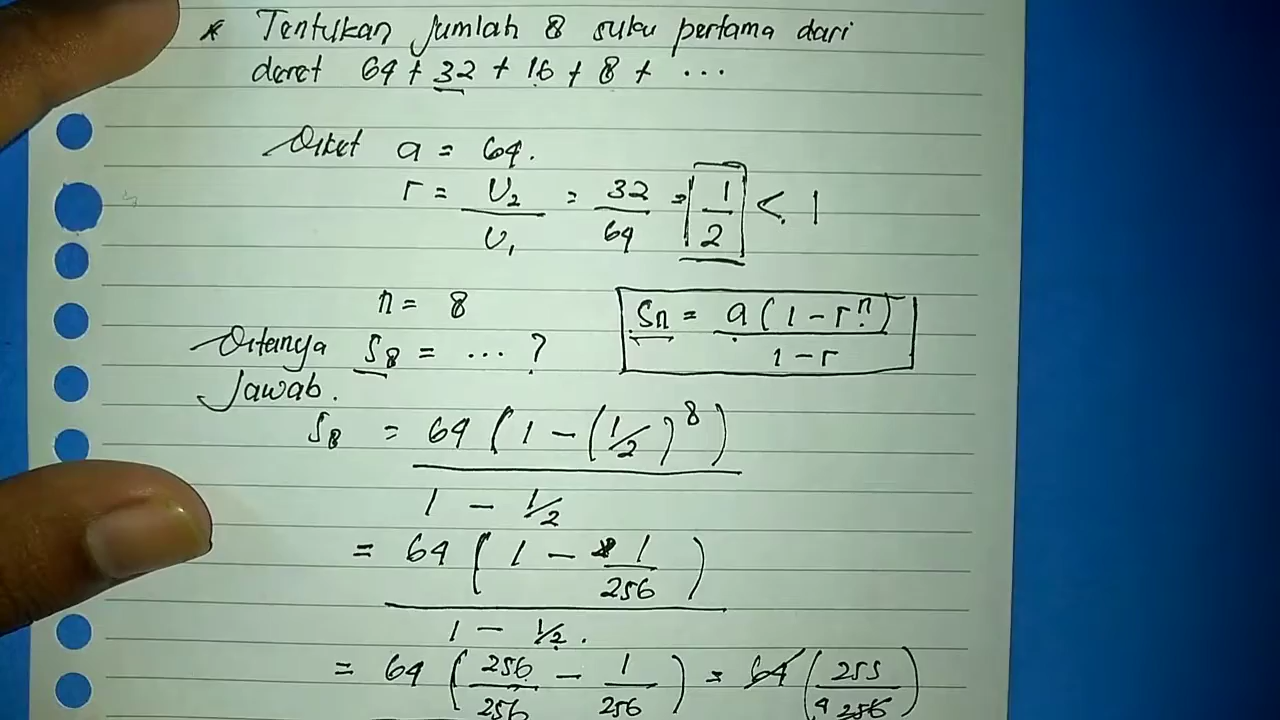 * Tentukan Jumlah 8 suku pertama dari
deret 64 + 32 + 16 + 8 + ...
Diket a = 64.
r = U₂/U₁ = 32/64 = 1/2 < 1
n = 8
Sn = a(1 - rⁿ)/1 - r
Ditanya S₈ = ... ?
Jawab.
S₈ = 64(1 - (1/2)⁸)/1 - 1/2
= 64(1 - 1/256)/1 - 1/2.
= 64(256/256 - 1/256) = 64(255/4 256)